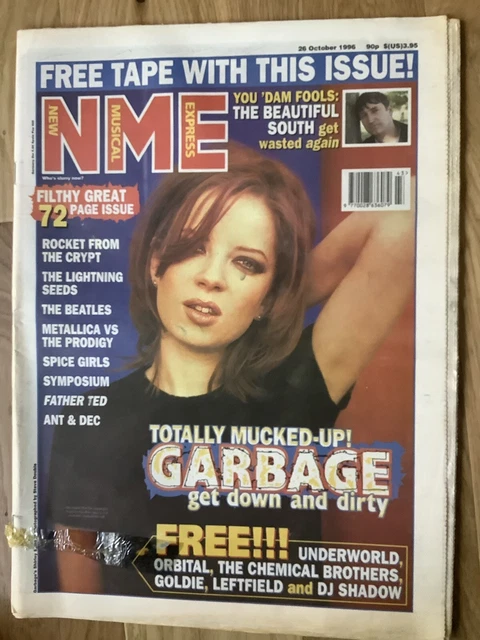 26 October 1996 90p $(US)3.95
FREE TAPE WITH THIS ISSUE!
NME
NEW
MUSICAL
EXPRESS
YOU 'DAM FOOLS:
THE BEAUTIFUL
SOUTH get
wasted again
FILTHY GREAT
72 PAGE ISSUE
ROCKET FROM
THE CRYPT
THE LIGHTNING
SEEDS
THE BEATLES
METALLICA VS
THE PRODIGY
SPICE GIRLS
SYMPOSIUM
FATHER TED
ANT & DEC
TOTALLY MUCKED-UP!
GARBAGE
get down and dirty
FREE!!! UNDERWORLD,
ORBITAL, THE CHEMICAL BROTHERS,
GOLDIE, LEFTFIELD and DJ SHADOW